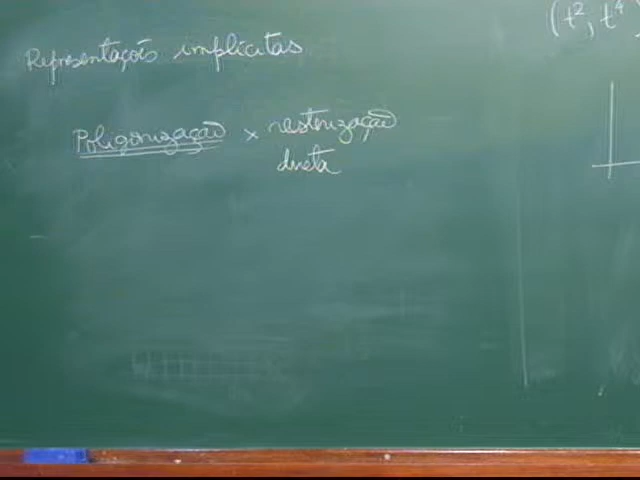 Representações implícitas
(t², t⁴)
Poligonização × rasterização
direta